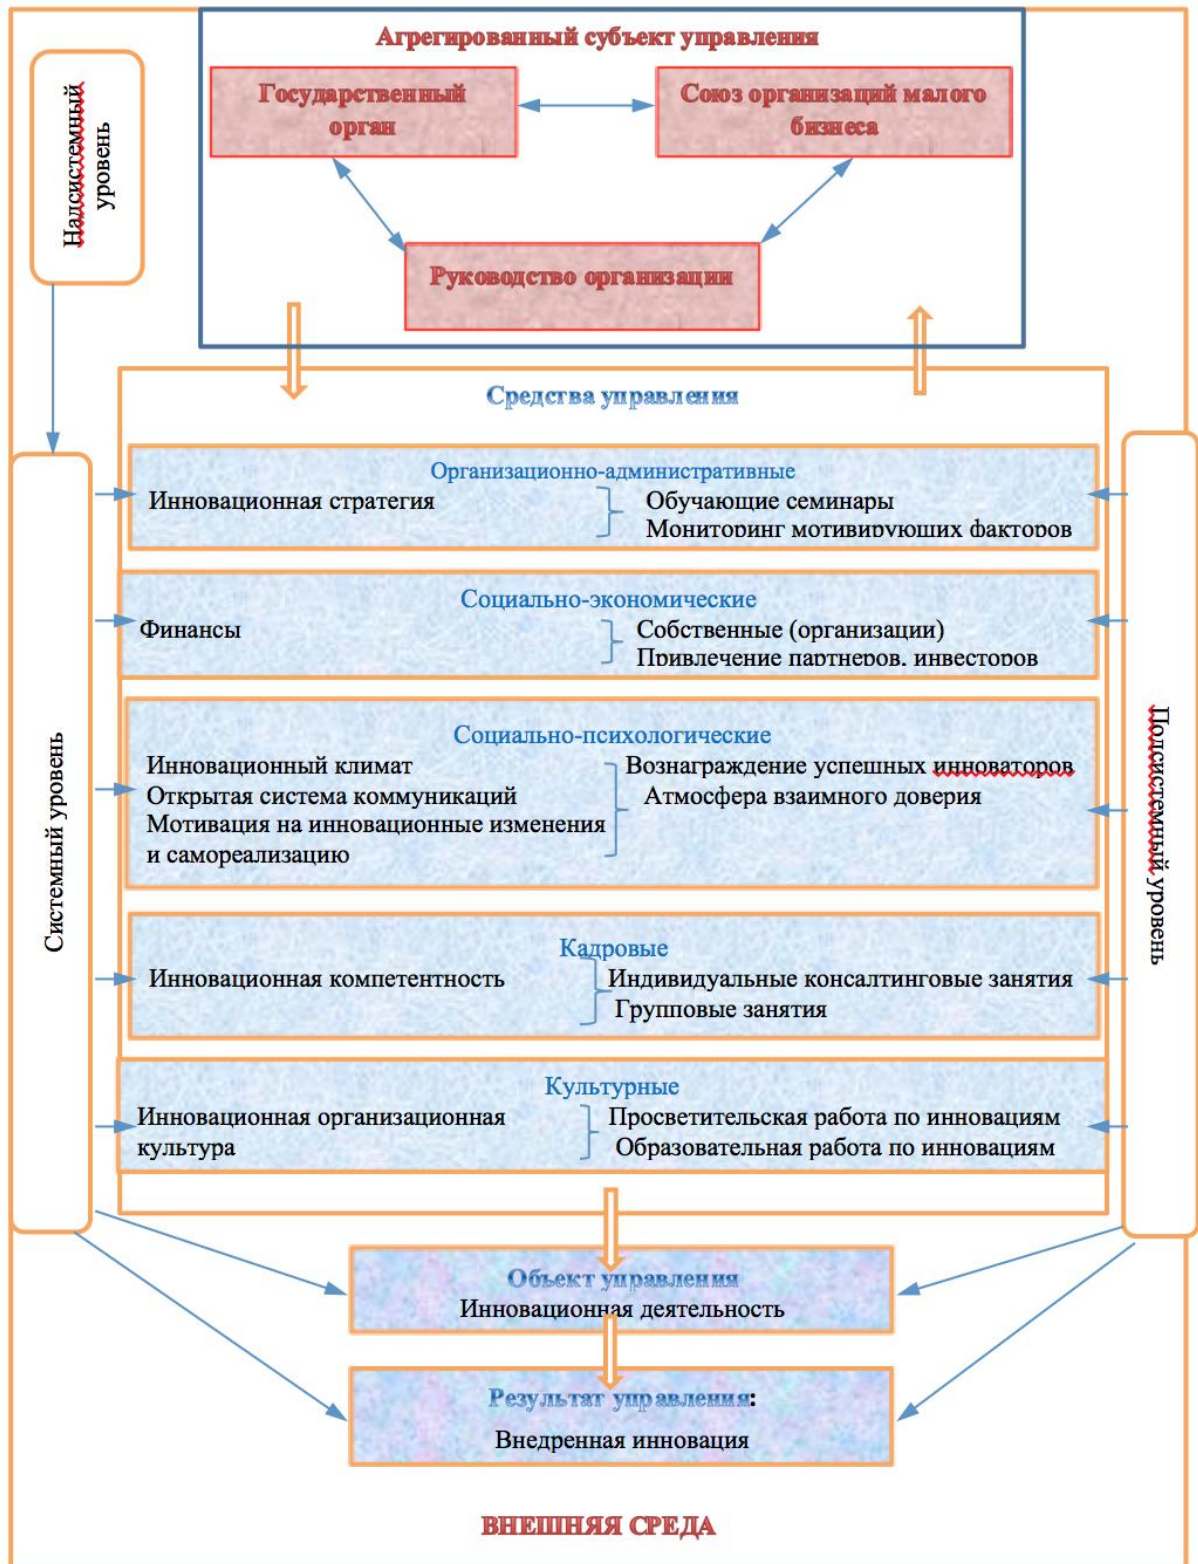 Агрегированный субъект управления
Государственный
орган
Союз организаций малого
бизнеса
Руководство организации
Надсистемный
уровень
Средства управления
Организационно-административные
Инновационная стратегия
Обучающие семинары
Мониторинг мотивирующих факторов
Социально-экономические
Финансы
Собственные (организации)
Привлечение партнеров, инвесторов
Социально-психологические
Инновационный климат
Открытая система коммуникаций
Мотивация на инновационные изменения
и самореализацию
Вознаграждение успешных инноваторов
Атмосфера взаимного доверия
Кадровые
Инновационная компетентность
Индивидуальные консалтинговые занятия
Групповые занятия
Культурные
Инновационная организационная
культура
Просветительская работа по инновациям
Образовательная работа по инновациям
Системный уровень
Подсистемный уровень
Объект управления
Инновационная деятельность
Результат управления:
Внедренная инновация
ВНЕШНЯЯ СРЕДА